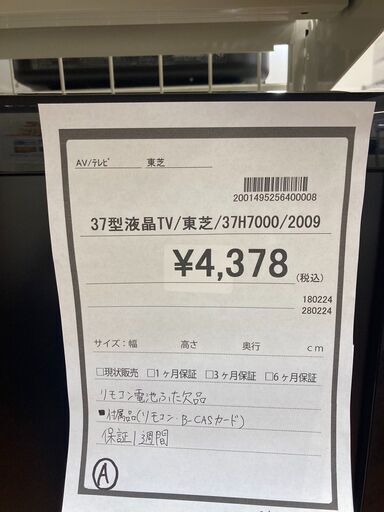 AV/テレビ 東芝
2001495256400008
37型液晶TV/東芝/37H7000/2009
¥4,378(税込)
180224
280224
サイズ:幅 高さ 奥行 cm
□現状販売 □1ヶ月保証 □3ヶ月保証 □6ヶ月保証
リモコン電池ふた欠品
■付属品(リモコン・B-CASカード)
保証1週間
A